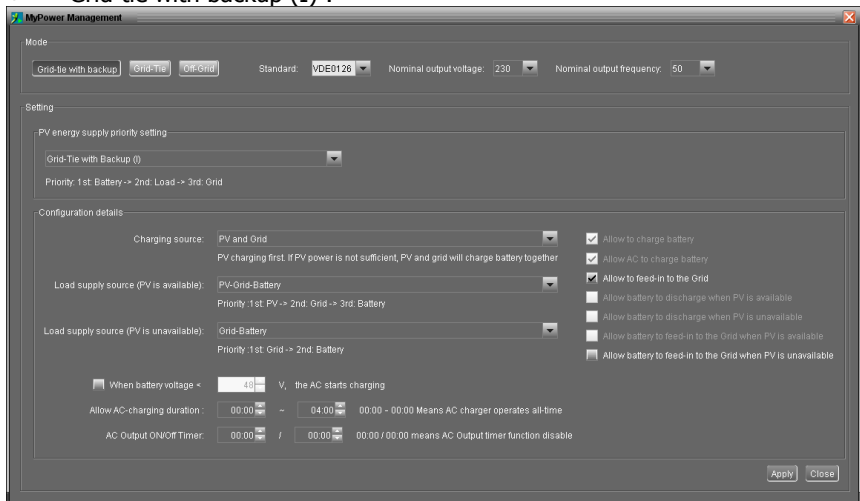 Grid-tie with backup (I) :
MyPower Management
Mode
Grid-tie with backup Grid-Tie Off-Grid Standard: VDE0126 Nominal output voltage: 230 Nominal output frequency: 50
Setting
PV energy supply priority setting
Grid-Tie with Backup (I)
Priority: 1st: Battery -> 2nd: Load -> 3rd: Grid
Configuration details
Charging source: PV and Grid
PV charging first. If PV power is not sufficient, PV and grid will charge battery together
Load supply source (PV is available): PV-Grid-Battery
Priority :1st: PV -> 2nd: Grid -> 3rd: Battery
Load supply source (PV is unavailable): Grid-Battery
Priority :1st: Grid -> 2nd: Battery
Allow to charge battery
Allow AC to charge battery
Allow to feed-in to the Grid
Allow battery to discharge when PV is available
Allow battery to discharge when PV is unavailable
Allow battery to feed-in to the Grid when PV is available
Allow battery to feed-in to the Grid when PV is unavailable
When battery voltage < 48 V, the AC starts charging
Allow AC-charging duration : 00:00 ~ 04:00 00:00 - 00:00 Means AC charger operates all-time
AC Output ON/Off Timer: 00:00 / 00:00 00:00 / 00:00 means AC Output timer function disable
Apply Close